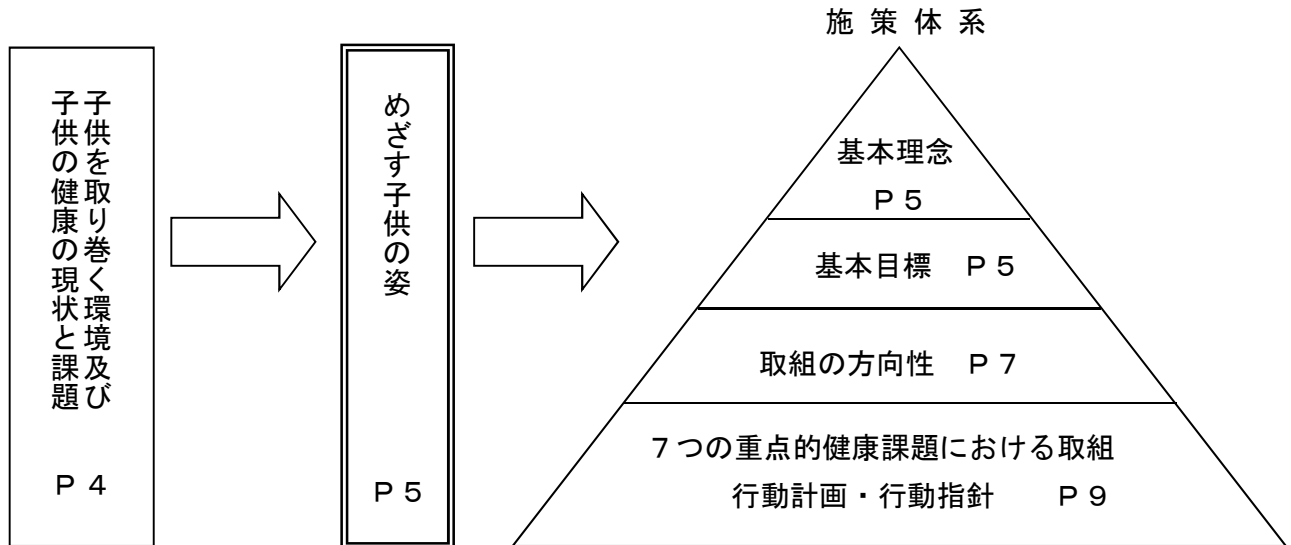 子供を取り巻く環境及び
子供の健康の現状と課題
Ｐ４
めざす子供の姿
Ｐ５
施策体系
基本理念
Ｐ５
基本目標　Ｐ５
取組の方向性　Ｐ７
７つの重点的健康課題における取組
行動計画・行動指針　Ｐ９